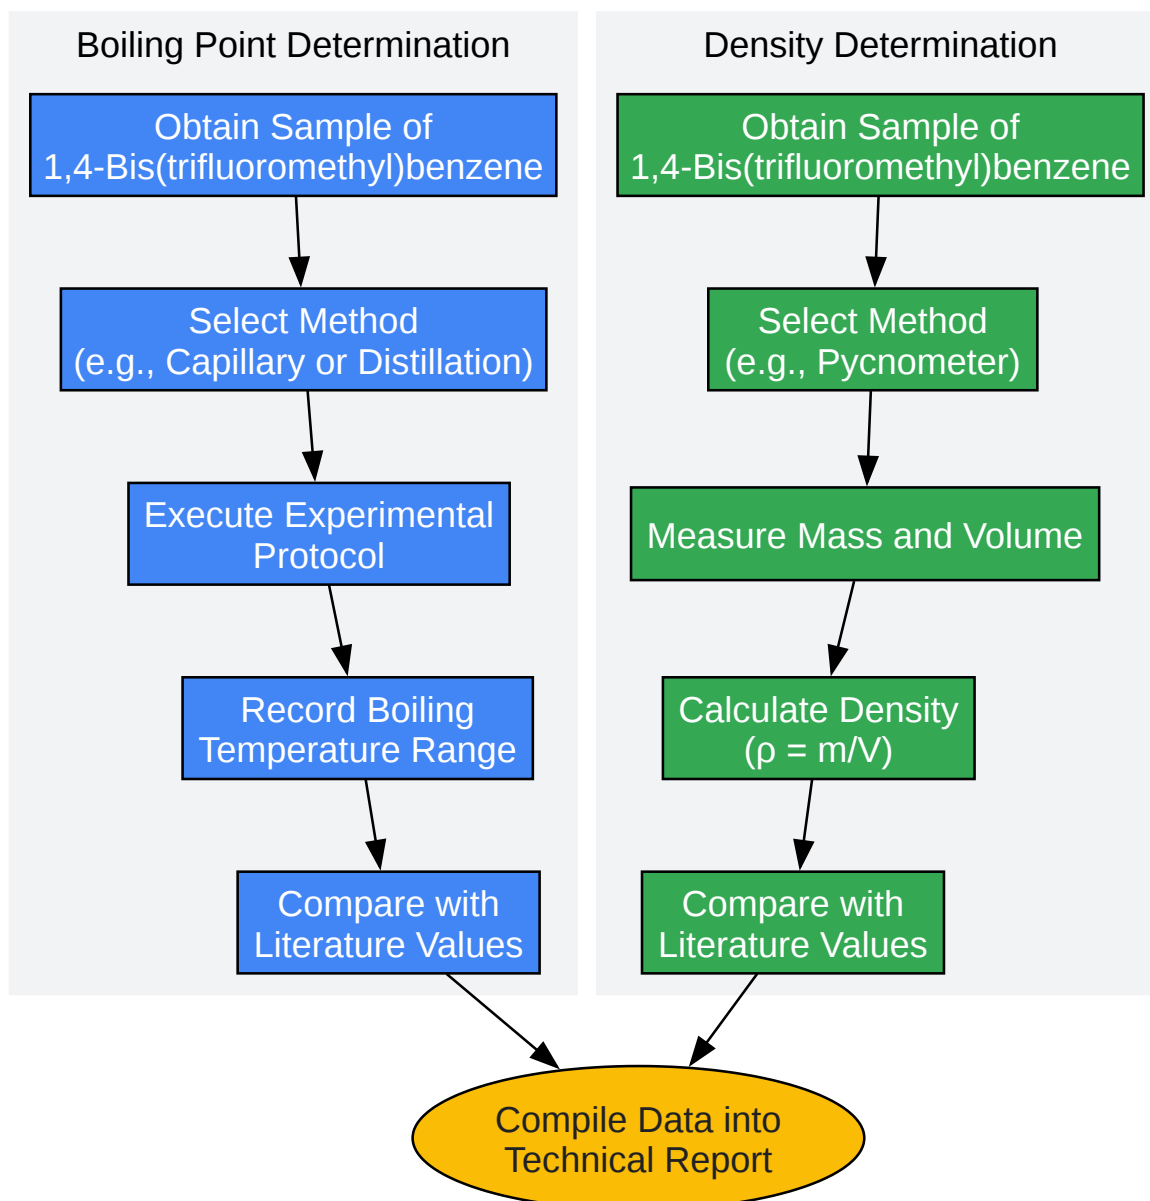 Boiling Point Determination
Obtain Sample of
1,4-Bis(trifluoromethyl)benzene
Select Method
(e.g., Capillary or Distillation)
Execute Experimental
Protocol
Record Boiling
Temperature Range
Compare with
Literature Values
Density Determination
Obtain Sample of
1,4-Bis(trifluoromethyl)benzene
Select Method
(e.g., Pycnometer)
Measure Mass and Volume
Calculate Density
(ρ = m/V)
Compare with
Literature Values
Compile Data into
Technical Report